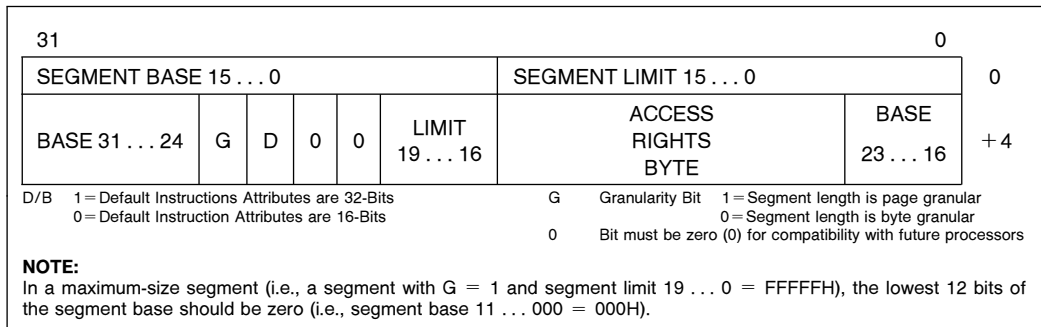 31 0
SEGMENT BASE 15 . . . 0 SEGMENT LIMIT 15 . . . 0 0
BASE 31 . . . 24 G D 0 0 LIMIT 19 . . . 16 ACCESS RIGHTS BYTE BASE 23 . . . 16 +4
D/B 1=Default Instructions Attributes are 32-Bits
0=Default Instruction Attributes are 16-Bits
G Granularity Bit 1=Segment length is page granular
0=Segment length is byte granular
0 Bit must be zero (0) for compatibility with future processors
NOTE:
In a maximum-size segment (i.e., a segment with G = 1 and segment limit 19 . . . 0 = FFFFFH), the lowest 12 bits of
the segment base should be zero (i.e., segment base 11 . . . 000 = 000H).